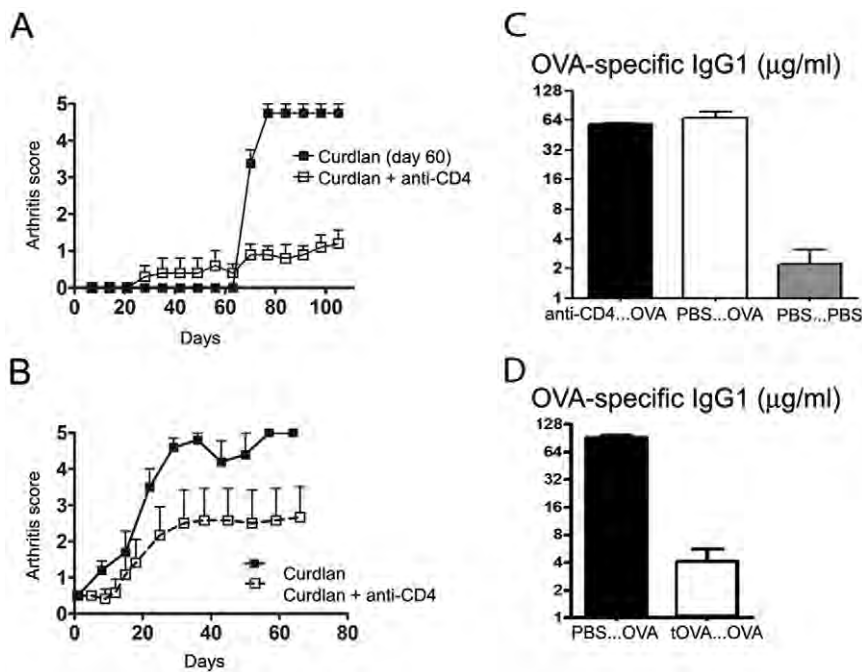 A
Arthritis score
5
4
3
2
1
0
0 20 40 60 80 100
Days
Curdlan (day 60)
Curdlan + anti-CD4
B
Arthritis score
5
4
3
2
1
0
0 20 40 60 80
Days
Curdlan
Curdlan + anti-CD4
C
OVA-specific IgG1 (μg/ml)
128
64
32
16
8
4
2
1
anti-CD4...OVA PBS...OVA PBS...PBS
D
OVA-specific IgG1 (μg/ml)
128
64
32
16
8
4
2
1
PBS...OVA tOVA...OVA